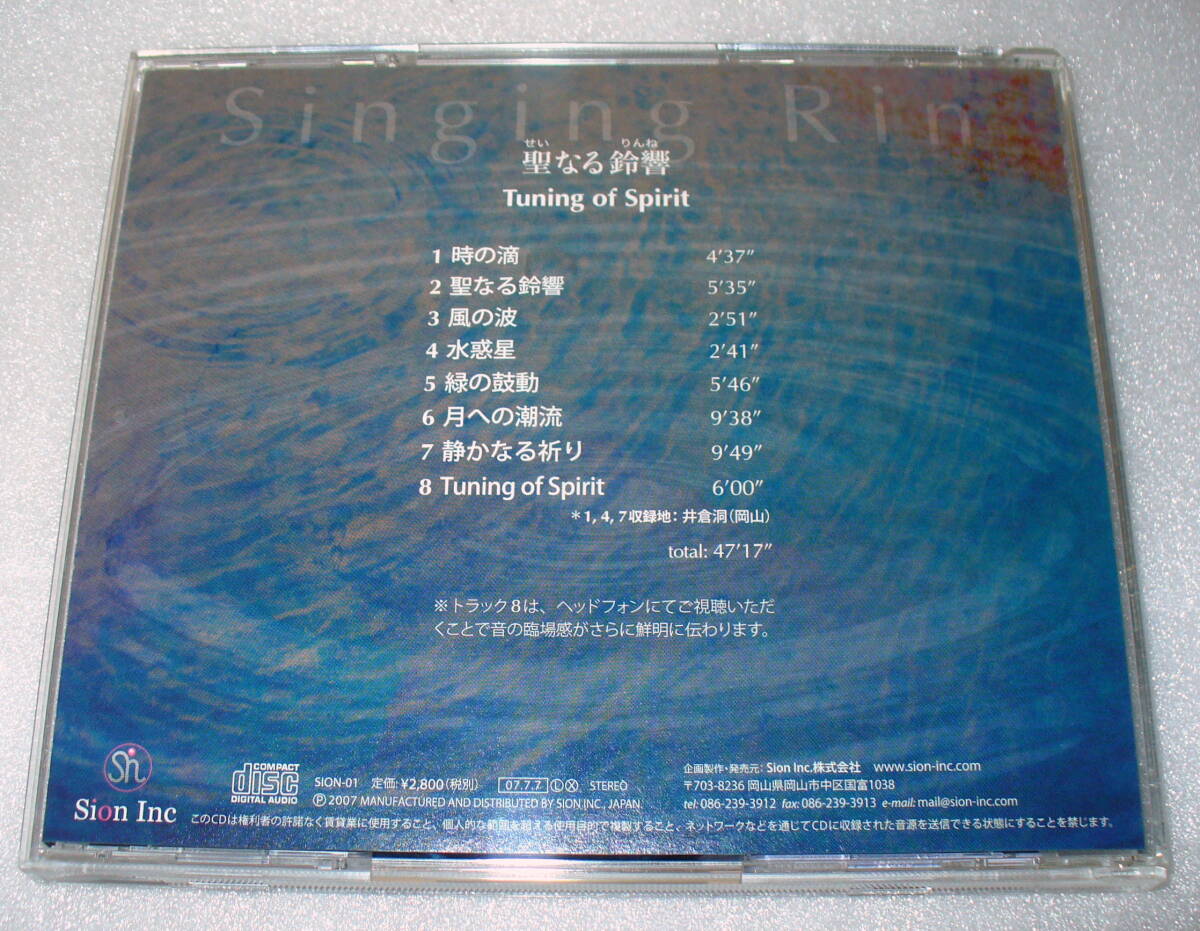 Singing Rin
せい りんね
聖なる鈴響
Tuning of Spirit
1 時の滴 4'37"
2 聖なる鈴響 5'35"
3 風の波 2'51"
4 水惑星 2'41"
5 緑の鼓動 5'46"
6 月への潮流 9'38"
7 静かなる祈り 9'49"
8 Tuning of Spirit 6'00"
＊1, 4, 7収録地：井倉洞（岡山）
total: 47'17"
※トラック8は、ヘッドフォンにてご視聴いただ
くことで音の臨場感がさらに鮮明に伝わります。
Sh
Sion Inc
COMPACT
disc
DIGITAL AUDIO
SION-01 定価：¥2,800（税別） 07.7.7 Ⓛ Ⓧ STEREO
Ⓟ 2007 MANUFACTURED AND DISTRIBUTED BY SION INC., JAPAN.
企画製作・発売元：Sion Inc.株式会社 www.sion-inc.com
〒703-8236 岡山県岡山市中区国富1038
tel: 086-239-3912 fax: 086-239-3913 e-mail: mail@sion-inc.com
このCDは権利者の許諾なく賃貸業に使用すること、個人的な範囲を超える使用目的で複製すること、ネットワークなどを通じてCDに収録された音源を送信できる状態にすることを禁じます。